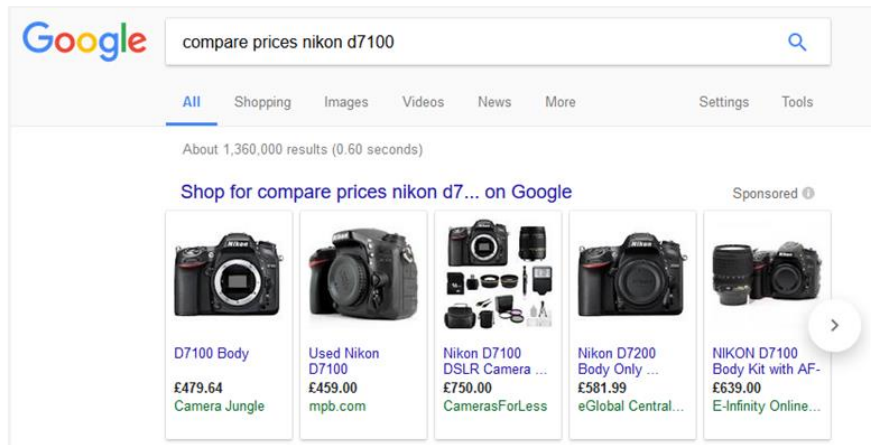 Google
compare prices nikon d7100
All Shopping Images Videos News More Settings Tools
About 1,360,000 results (0.60 seconds)
Shop for compare prices nikon d7... on Google
Sponsored
D7100 Body
£479.64
Camera Jungle
Used Nikon
D7100
£459.00
mpb.com
Nikon D7100
DSLR Camera ...
£750.00
CamerasForLess
Nikon D7200
Body Only ...
£581.99
eGlobal Central...
NIKON D7100
Body Kit with AF-
£639.00
E-Infinity Online...